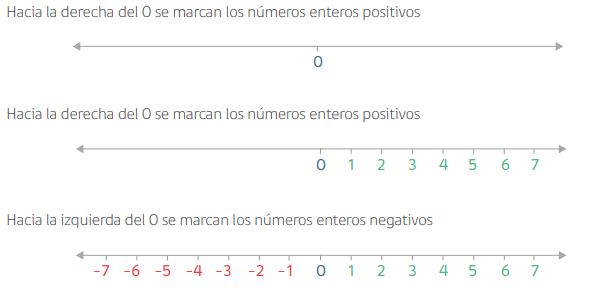 Hacia la derecha del 0 se marcan los números enteros positivos
0
Hacia la derecha del 0 se marcan los números enteros positivos
0 1 2 3 4 5 6 7
Hacia la izquierda del 0 se marcan los números enteros negativos
-7 -6 -5 -4 -3 -2 -1 0 1 2 3 4 5 6 7